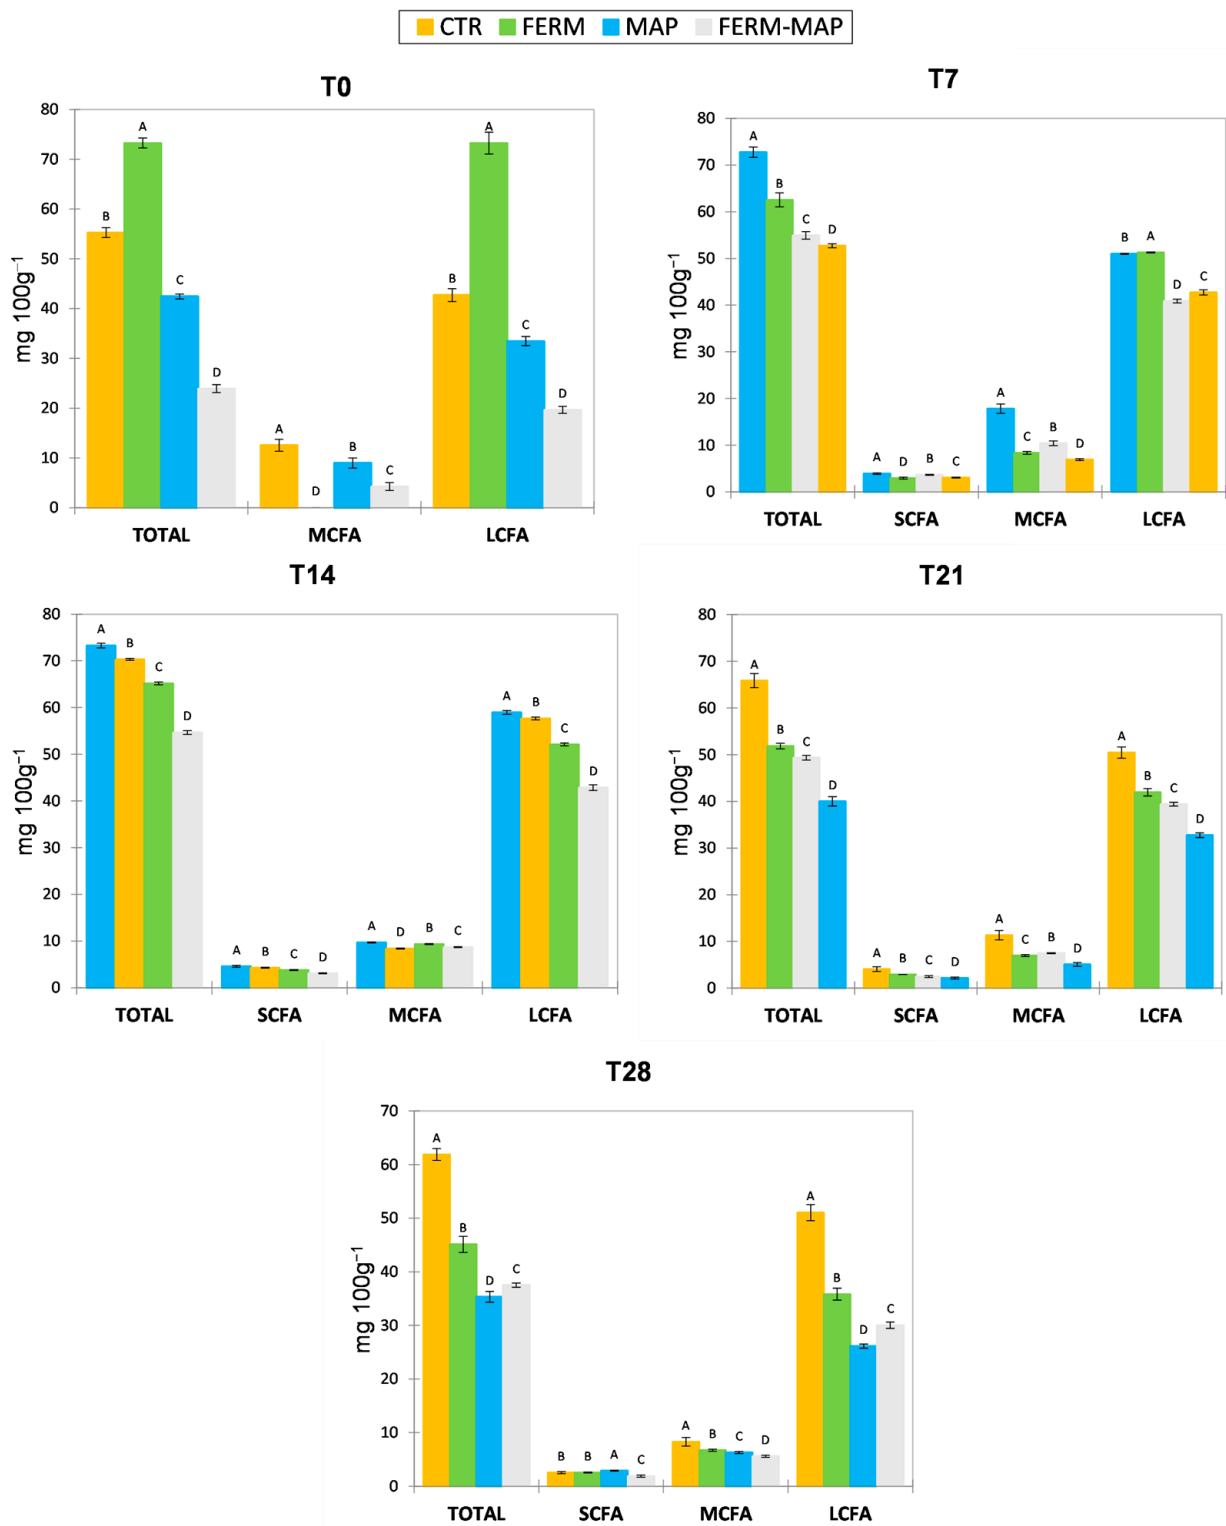 CTR FERM MAP FERM-MAP
T0
mg 100g⁻¹
80
70
60
50
40
30
20
10
0
B A C D
A D B C
B A C D
TOTAL MCFA LCFA
T7
mg 100g⁻¹
80
70
60
50
40
30
20
10
0
A B C D
A D B C
A C B D
B A D C
TOTAL SCFA MCFA LCFA
T14
mg 100g⁻¹
80
70
60
50
40
30
20
10
0
A B C D
A B C D
A D B C
A B C D
TOTAL SCFA MCFA LCFA
T21
mg 100g⁻¹
80
70
60
50
40
30
20
10
0
A B C D
A B C D
A C B D
A B C D
TOTAL SCFA MCFA LCFA
T28
mg 100g⁻¹
70
60
50
40
30
20
10
0
A B D C
B B A C
A B C D
A B D C
TOTAL SCFA MCFA LCFA